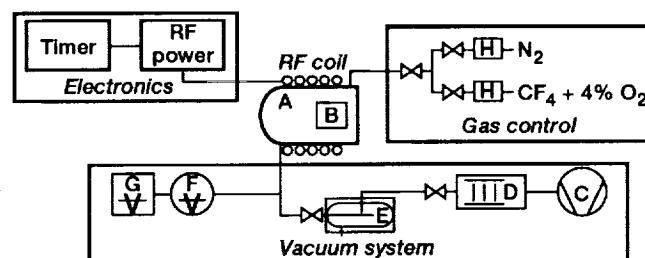 Timer
RF
power
Electronics
RF coil
A
B
H
N₂
H
CF₄ + 4% O₂
Gas control
G
F
E
D
C
Vacuum system